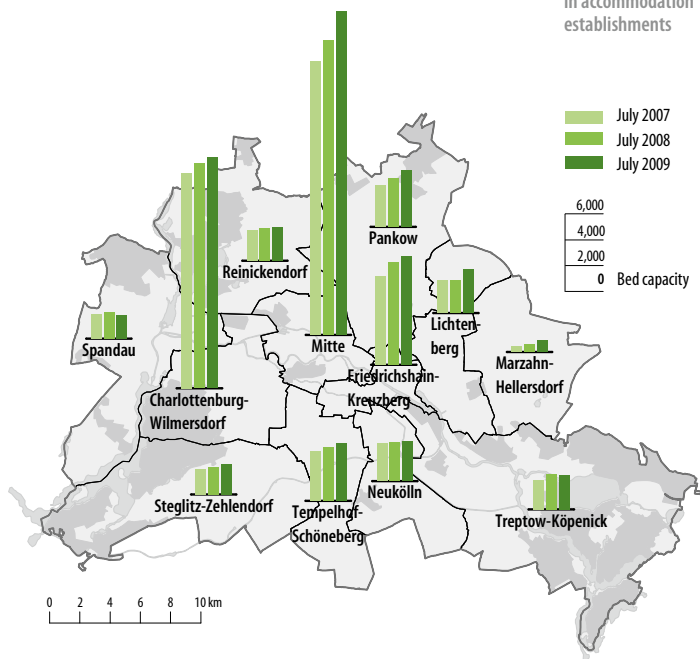 in accommodation
establishments
July 2007
July 2008
July 2009
6,000
4,000
2,000
0 Bed capacity
Pankow
Reinickendorf
Lichten-
berg
Spandau
Mitte
Marzahn-
Hellersdorf
Friedrichshain-
Kreuzberg
Charlottenburg-
Wilmersdorf
Steglitz-Zehlendorf
Tempelhof-
Schöneberg
Neukölln
Treptow-Köpenick
0 2 4 6 8 10 km